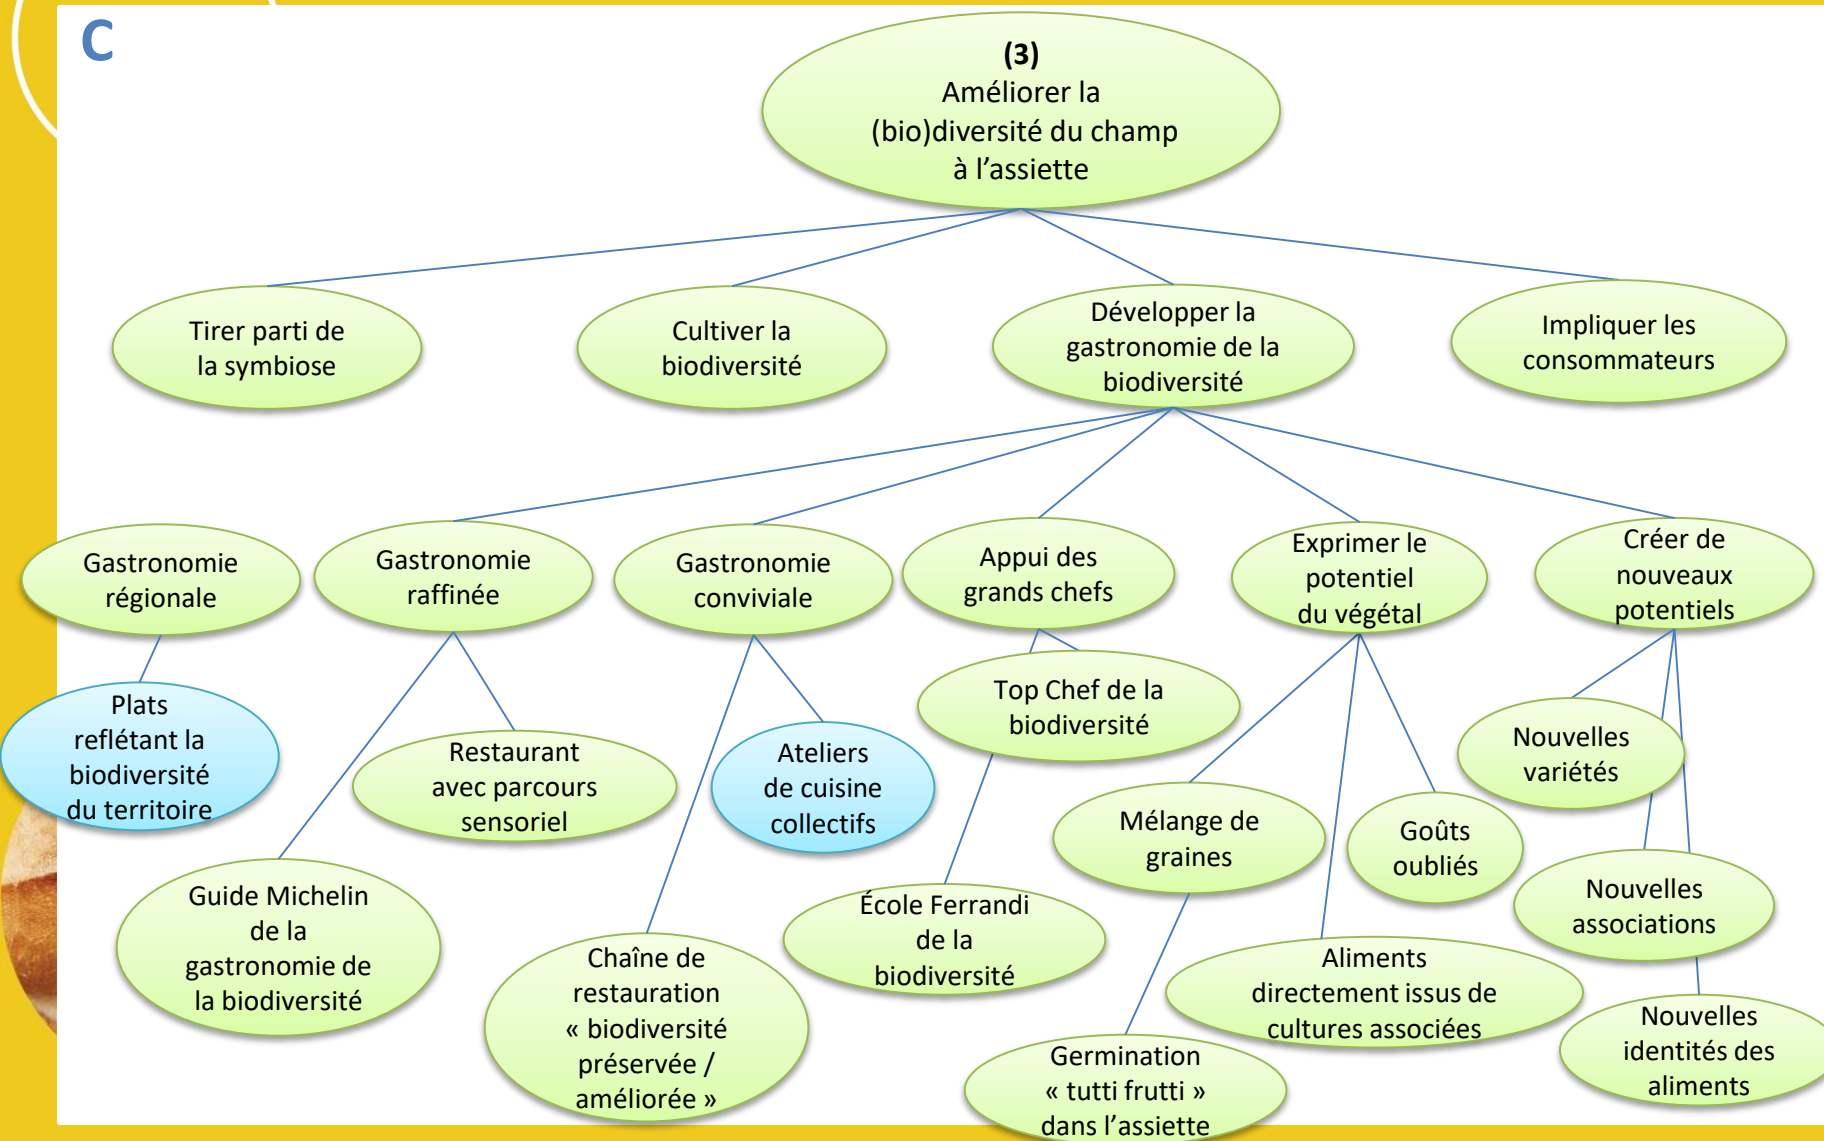 C
(3)
Améliorer la
(bio)diversité du champ
à l’assiette
Tirer parti de
la symbiose
Cultiver la
biodiversité
Développer la
gastronomie de la
biodiversité
Impliquer les
consommateurs
Gastronomie
régionale
Gastronomie
raffinée
Gastronomie
conviviale
Appui des
grands chefs
Exprimer le
potentiel
du végétal
Créer de
nouveaux
potentiels
Plats
reflétant la
biodiversité
du territoire
Restaurant
avec parcours
sensoriel
Ateliers
de cuisine
collectifs
Top Chef de la
biodiversité
Mélange de
graines
Goûts
oubliés
Nouvelles
variétés
Guide Michelin
de la
gastronomie de
la biodiversité
Chaîne de
restauration
« biodiversité
préservée /
améliorée »
École Ferrandi
de la
biodiversité
Germination
« tutti frutti »
dans l’assiette
Aliments
directement issus de
cultures associées
Nouvelles
associations
Nouvelles
identités des
aliments